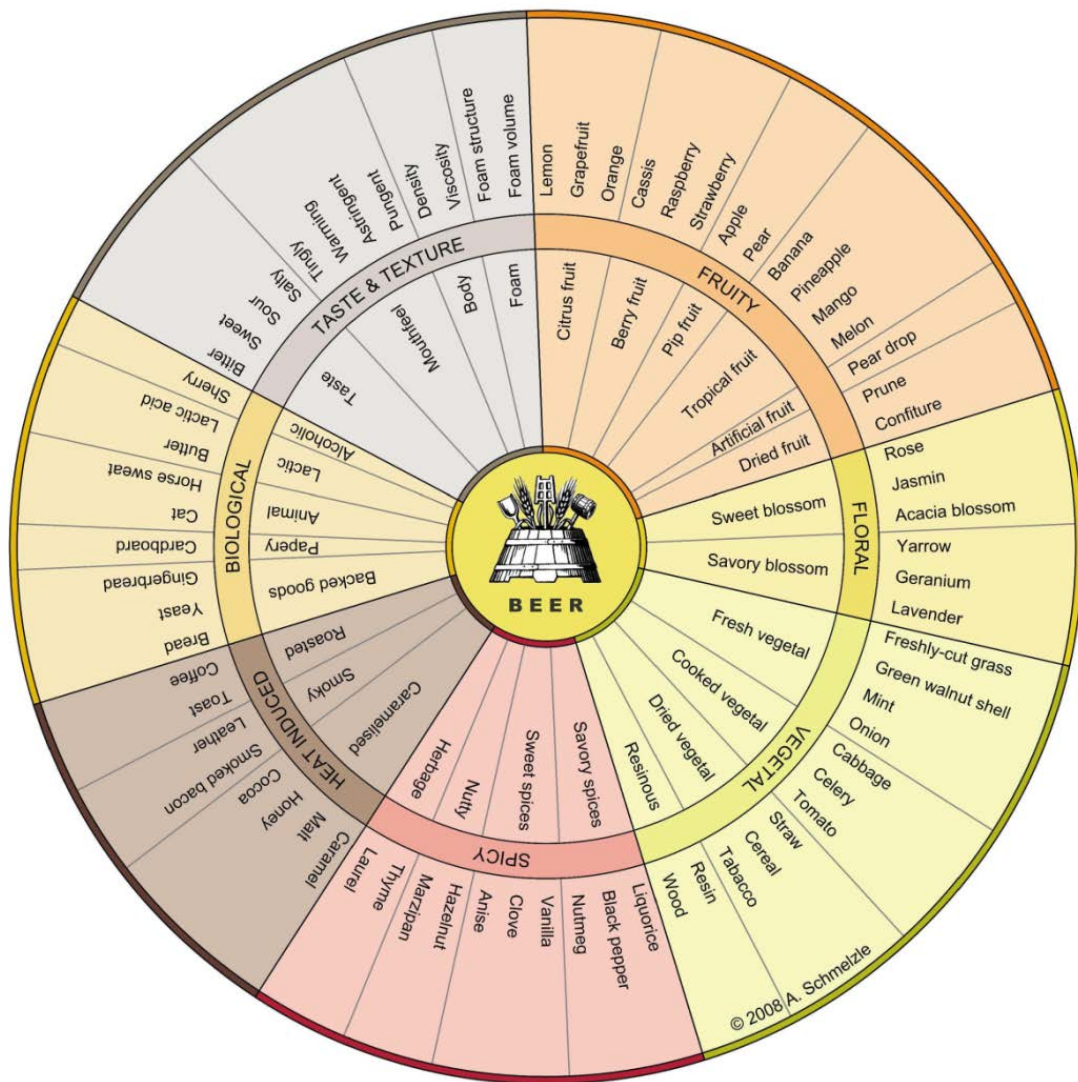 BEER
TASTE & TEXTURE
Taste
Bitter
Sweet
Sour
Salty
Mouthfeel
Tingly
Warming
Astringent
Pungent
Body
Density
Viscosity
Foam
Foam structure
Foam volume
FRUITY
Citrus fruit
Lemon
Grapefruit
Orange
Berry fruit
Cassis
Raspberry
Strawberry
Pip fruit
Apple
Pear
Tropical fruit
Banana
Pineapple
Mango
Melon
Artificial fruit
Pear drop
Dried fruit
Prune
Confiture
FLORAL
Sweet blossom
Rose
Jasmin
Acacia blossom
Savory blossom
Yarrow
Geranium
Lavender
VEGETAL
Fresh vegetal
Freshly-cut grass
Green walnut shell
Mint
Onion
Cooked vegetal
Cabbage
Celery
Tomato
Dried vegetal
Straw
Cereal
Tabacco
Resinous
Resin
Wood
SPICY
Savory spices
Liquorice
Black pepper
Nutmeg
Sweet spices
Vanilla
Clove
Anise
Nutty
Hazelnut
Marzipan
Herbage
Thyme
Laurel
HEAT INDUCED
Caramelised
Caramel
Malt
Honey
Cocoa
Smoky
Smoked bacon
Leather
Roasted
Toast
Coffee
BIOLOGICAL
Backed goods
Bread
Yeast
Gingerbread
Papery
Cardboard
Animal
Cat
Horse sweat
Lactic
Butter
Lactic acid
Alcoholic
Sherry
© 2008 A. Schmelzle